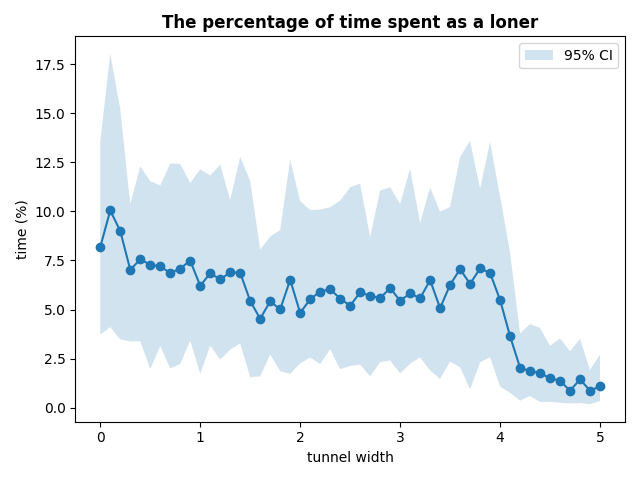 The percentage of time spent as a loner
95% CI
time (%)
17.5
15.0
12.5
10.0
7.5
5.0
2.5
0.0
0 1 2 3 4 5
tunnel width